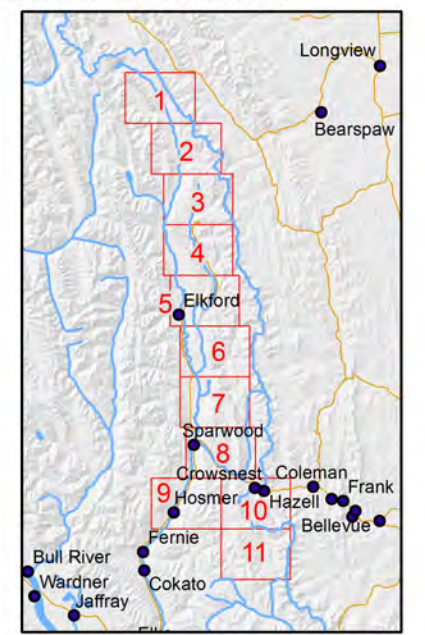 Longview
1
Bearspaw
2
3
4
5 Elkford
6
7
Sparwood
8
Crowsnest Coleman
9 Frank
Hosmer 10 Hazell
Bellevue
Fernie
11
Bull River
Cokato
Wardner
Jaffray